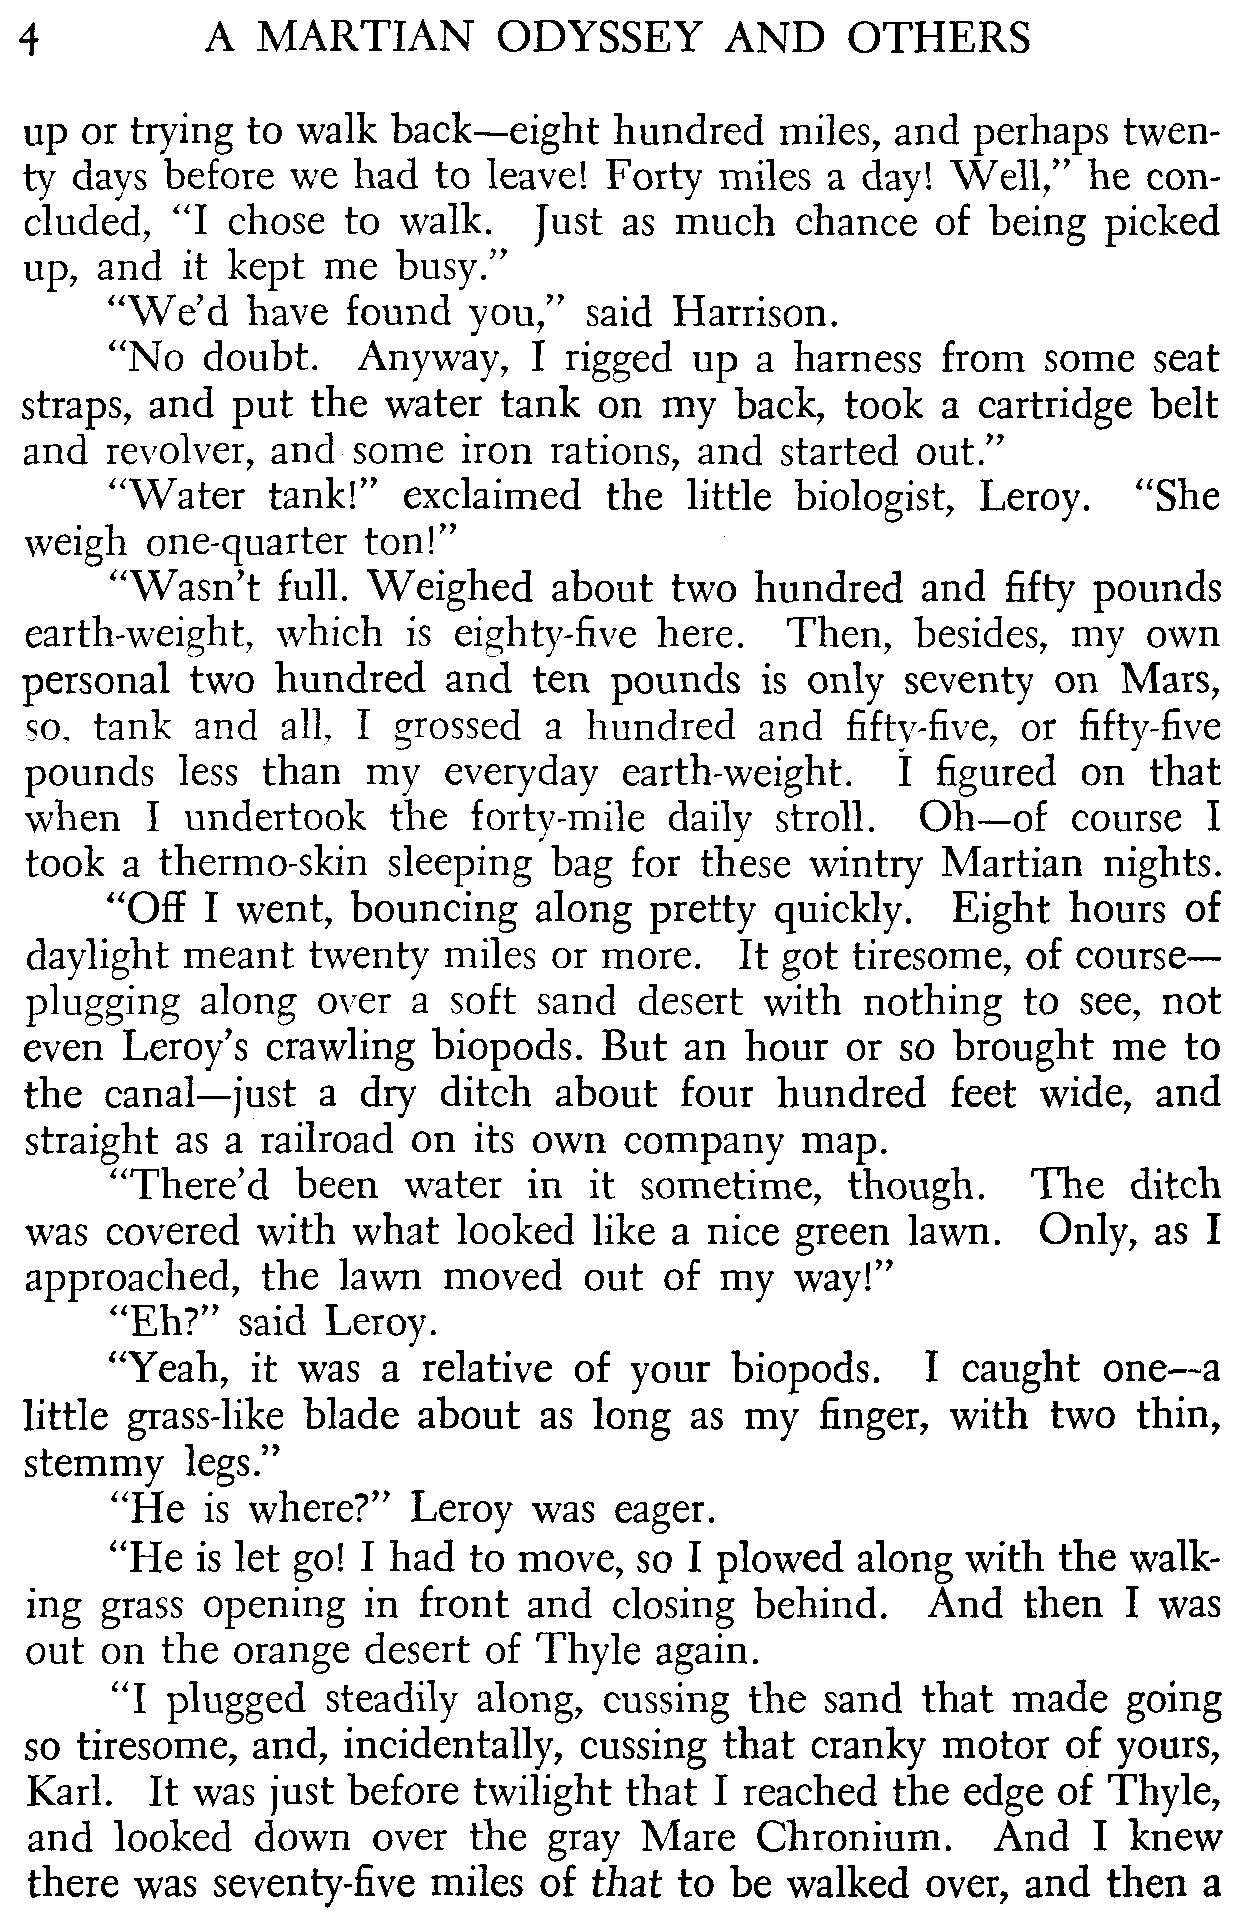 4 A MARTIAN ODYSSEY AND OTHERS
up or trying to walk back—eight hundred miles, and perhaps twen-
ty days before we had to leave! Forty miles a day! Well,” he con-
cluded, “I chose to walk. Just as much chance of being picked
up, and it kept me busy.”
“We’d have found you,” said Harrison.
“No doubt. Anyway, I rigged up a harness from some seat
straps, and put the water tank on my back, took a cartridge belt
and revolver, and some iron rations, and started out.”
“Water tank!” exclaimed the little biologist, Leroy. “She
weigh one-quarter ton!”
“Wasn’t full. Weighed about two hundred and fifty pounds
earth-weight, which is eighty-five here. Then, besides, my own
personal two hundred and ten pounds is only seventy on Mars,
so, tank and all, I grossed a hundred and fifty-five, or fifty-five
pounds less than my everyday earth-weight. I figured on that
when I undertook the forty-mile daily stroll. Oh—of course I
took a thermo-skin sleeping bag for these wintry Martian nights.
“Off I went, bouncing along pretty quickly. Eight hours of
daylight meant twenty miles or more. It got tiresome, of course—
plugging along over a soft sand desert with nothing to see, not
even Leroy’s crawling biopods. But an hour or so brought me to
the canal—just a dry ditch about four hundred feet wide, and
straight as a railroad on its own company map.
“There’d been water in it sometime, though. The ditch
was covered with what looked like a nice green lawn. Only, as I
approached, the lawn moved out of my way!”
“Eh?” said Leroy.
“Yeah, it was a relative of your biopods. I caught one—a
little grass-like blade about as long as my finger, with two thin,
stemmy legs.”
“He is where?” Leroy was eager.
“He is let go! I had to move, so I plowed along with the walk-
ing grass opening in front and closing behind. And then I was
out on the orange desert of Thyle again.
“I plugged steadily along, cussing the sand that made going
so tiresome, and, incidentally, cussing that cranky motor of yours,
Karl. It was just before twilight that I reached the edge of Thyle,
and looked down over the gray Mare Chronium. And I knew
there was seventy-five miles of that to be walked over, and then a